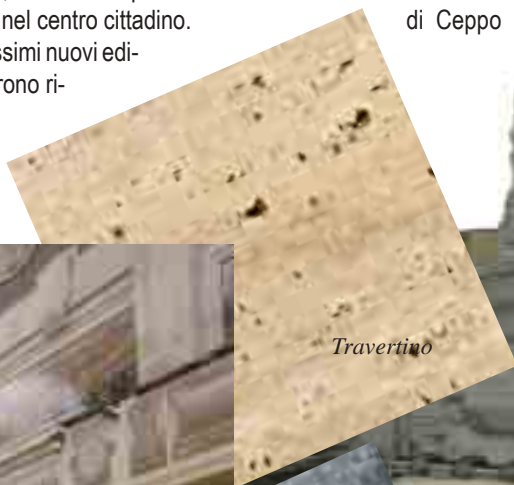 nel centro cittadino.
ssimi nuovi edi-
rono ri-
di Ceppo
Travertino